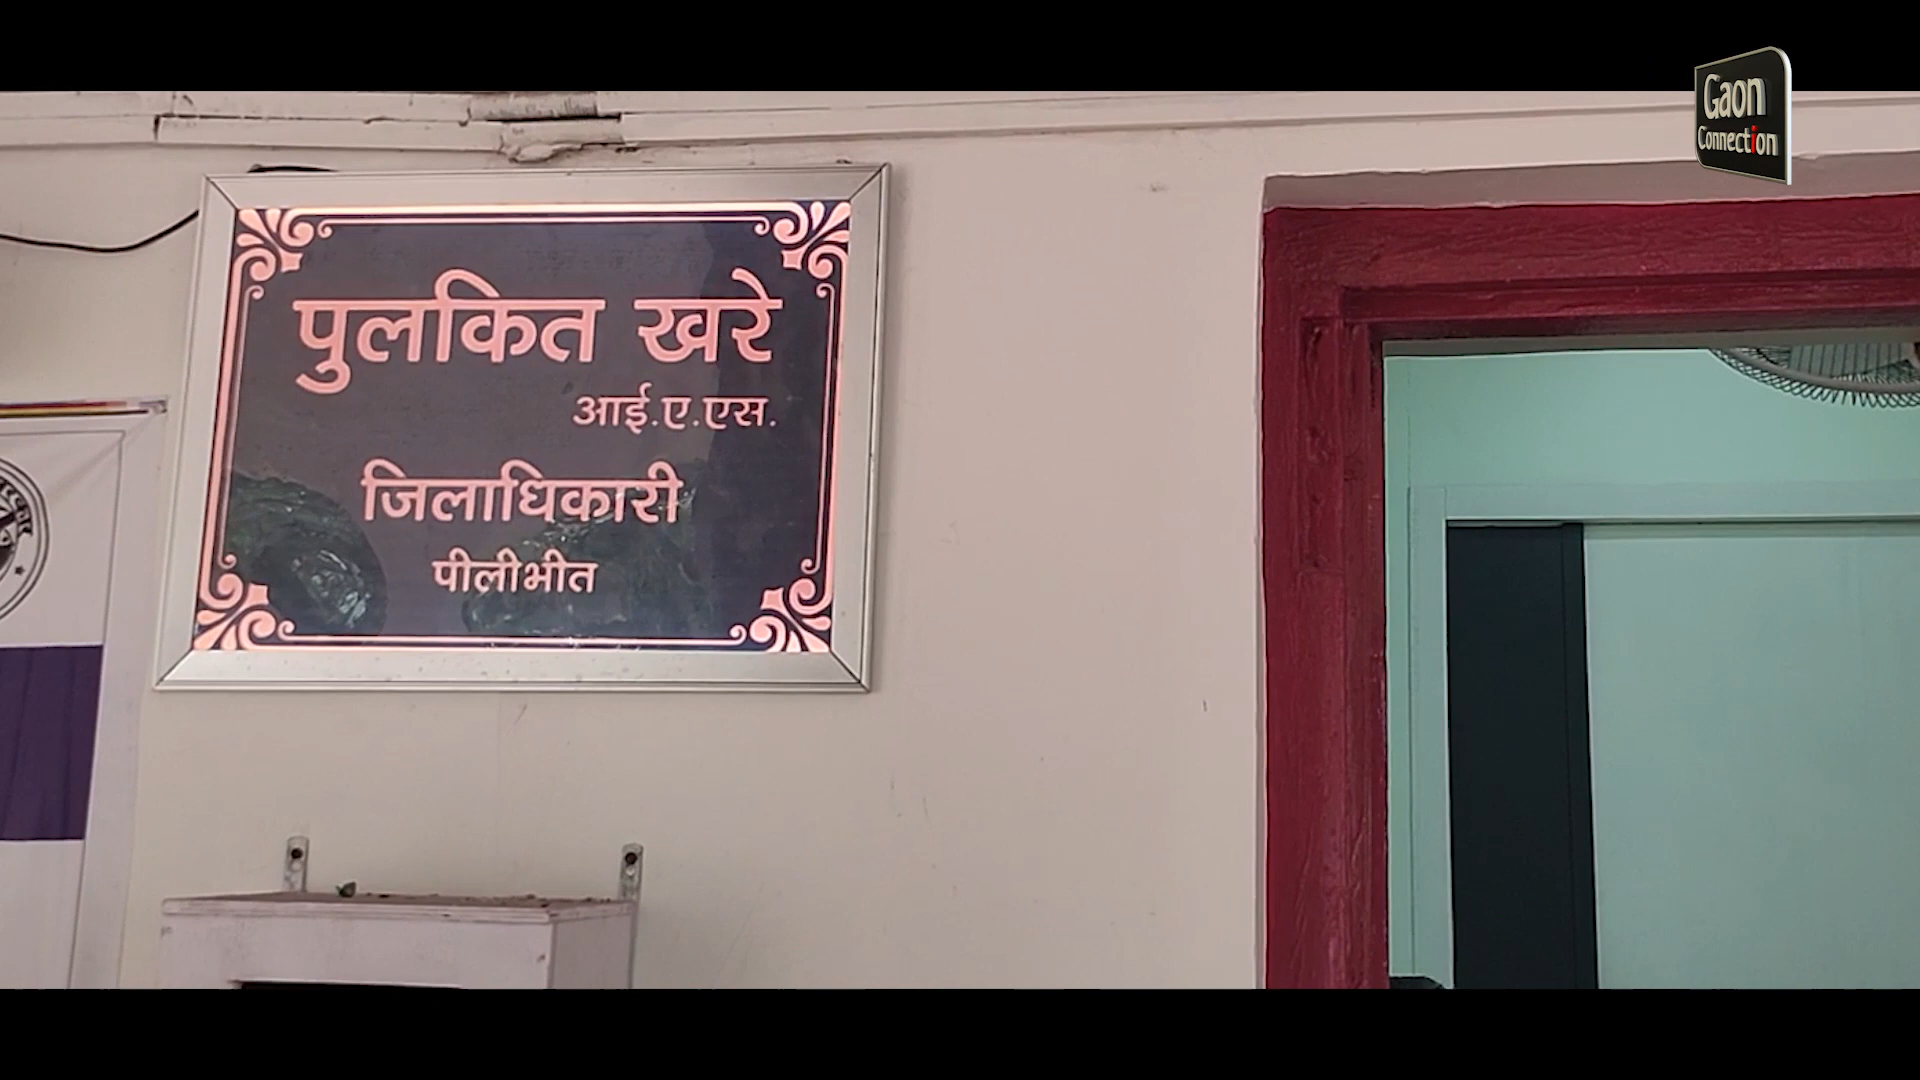 Gaon
Connection
पुलकित खरे
आई.ए.एस.
जिलाधिकारी
पीलीभीत